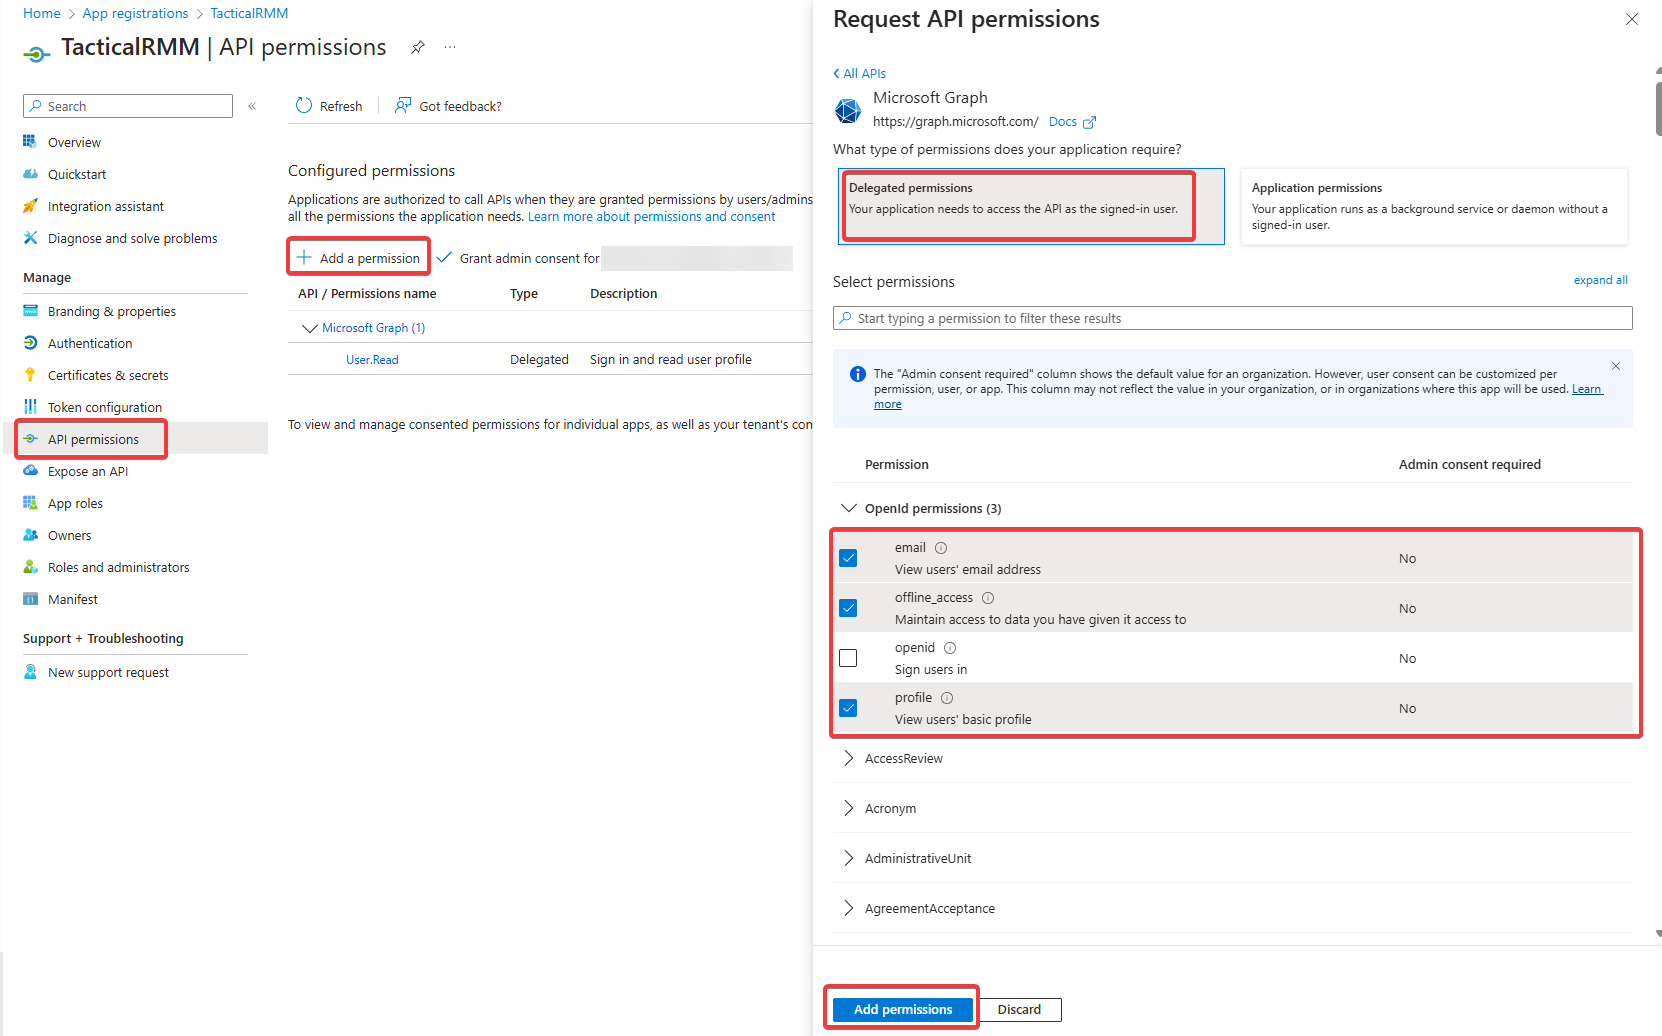 Home > App registrations > TacticalRMM
TacticalRMM | API permissions ...
Search «
Overview
Quickstart
Integration assistant
Diagnose and solve problems
Manage
Branding & properties
Authentication
Certificates & secrets
Token configuration
API permissions
Expose an API
App roles
Owners
Roles and administrators
Manifest
Support + Troubleshooting
New support request
Refresh | Got feedback?
Configured permissions
Applications are authorized to call APIs when they are granted permissions by users/admins
all the permissions the application needs. Learn more about permissions and consent
+ Add a permission ✓ Grant admin consent for
API / Permissions name Type Description
Microsoft Graph (1)
User.Read Delegated Sign in and read user profile
To view and manage consented permissions for individual apps, as well as your tenant's con
Request API permissions
All APIs
Microsoft Graph
https://graph.microsoft.com/ Docs
What type of permissions does your application require?
Delegated permissions
Your application needs to access the API as the signed-in user.
Application permissions
Your application runs as a background service or daemon without a
signed-in user.
Select permissions expand all
Start typing a permission to filter these results
The "Admin consent required" column shows the default value for an organization. However, user consent can be customized per
permission, user, or app. This column may not reflect the value in your organization, or in organizations where this app will be used. Learn
more
Permission Admin consent required
OpenId permissions (3)
email
View users' email address
No
offline_access
Maintain access to data you have given it access to
No
openid
Sign users in
No
profile
View users' basic profile
No
AccessReview
Acronym
AdministrativeUnit
AgreementAcceptance
Add permissions Discard